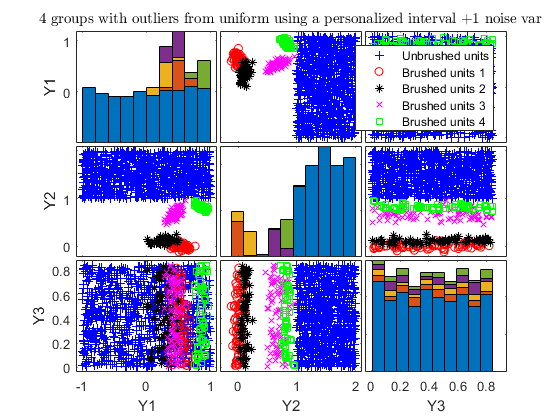 4 groups with outliers from uniform using a personalized interval +1 noise var
Y1
1
0
Unbrushed units
Brushed units 1
Brushed units 2
Brushed units 3
Brushed units 4
Y2
1
0
Y3
0.8
0.6
0.4
0.2
0
-1 0 1
0 1 2
0 0.2 0.4 0.6 0.8
Y1 Y2 Y3